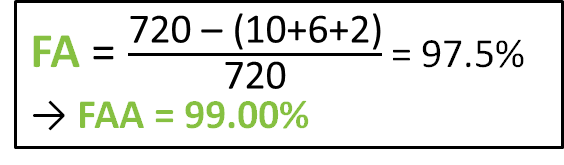 FA = 720 – (10+6+2) / 720 = 97.5%
→ FAA = 99.00%